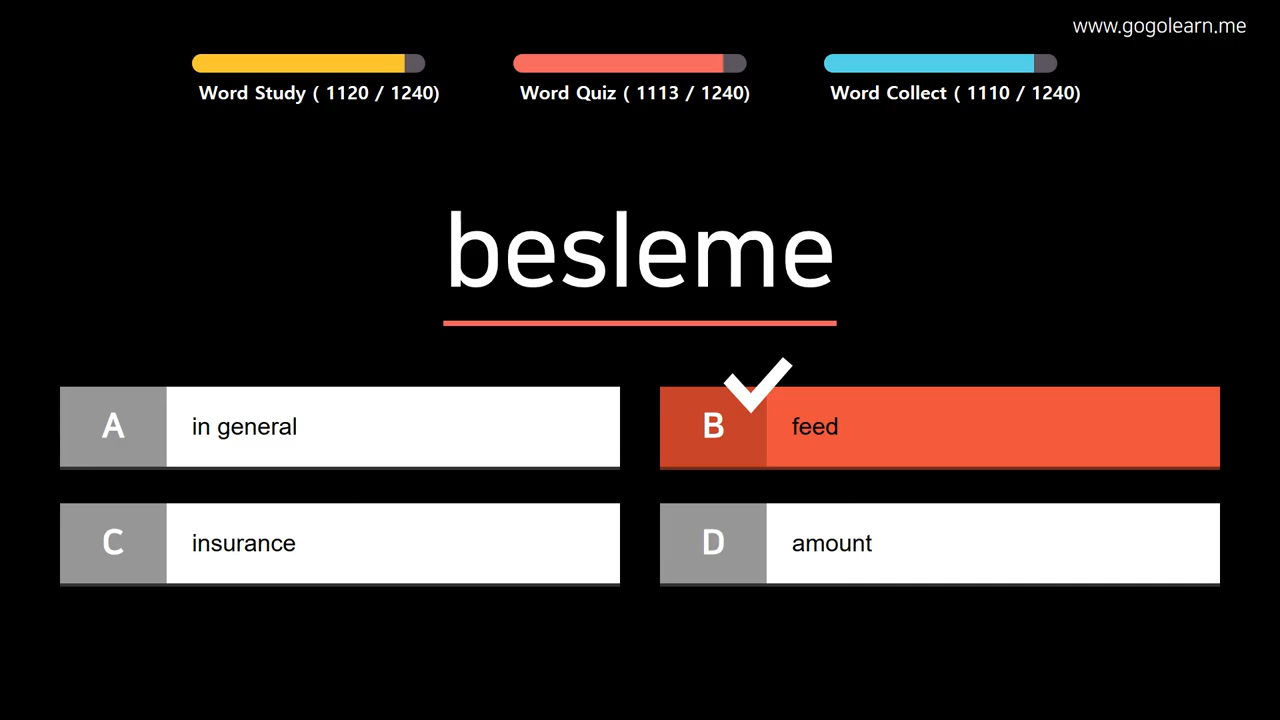 www.gogolearn.me
Word Study ( 1120 / 1240)
Word Quiz ( 1113 / 1240)
Word Collect ( 1110 / 1240)
besleme
A in general
B feed
C insurance
D amount